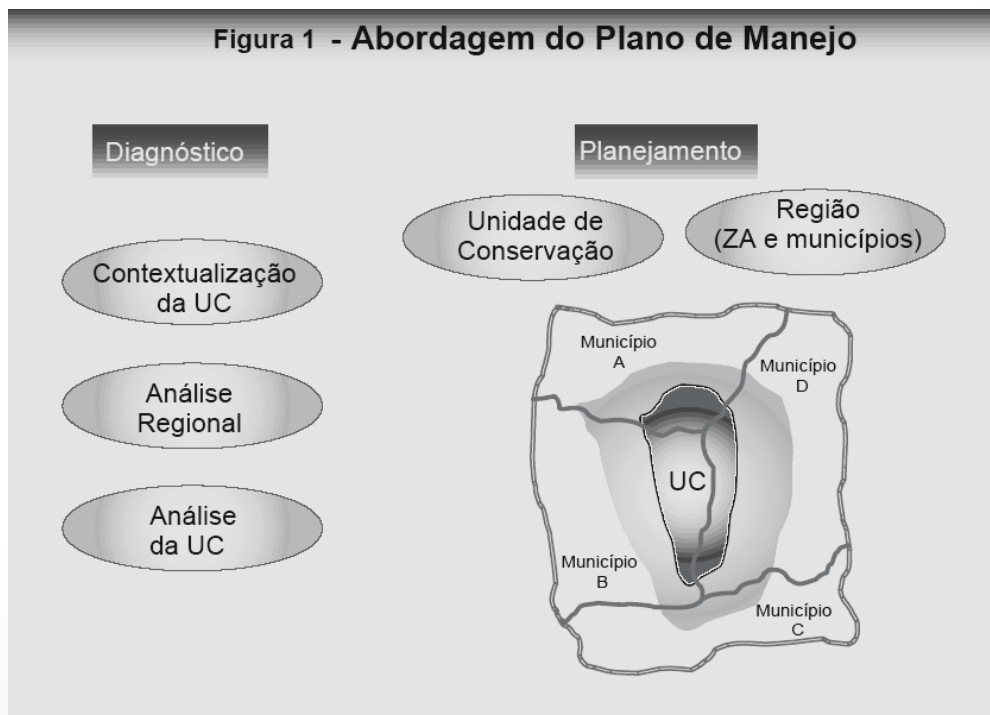 Figura 1 - Abordagem do Plano de Manejo
Diagnóstico
Contextualização
da UC
Análise
Regional
Análise
da UC
Planejamento
Unidade de
Conservação
Região
(ZA e municípios)
Município
A
Município
D
UC
Município
B
Município
C